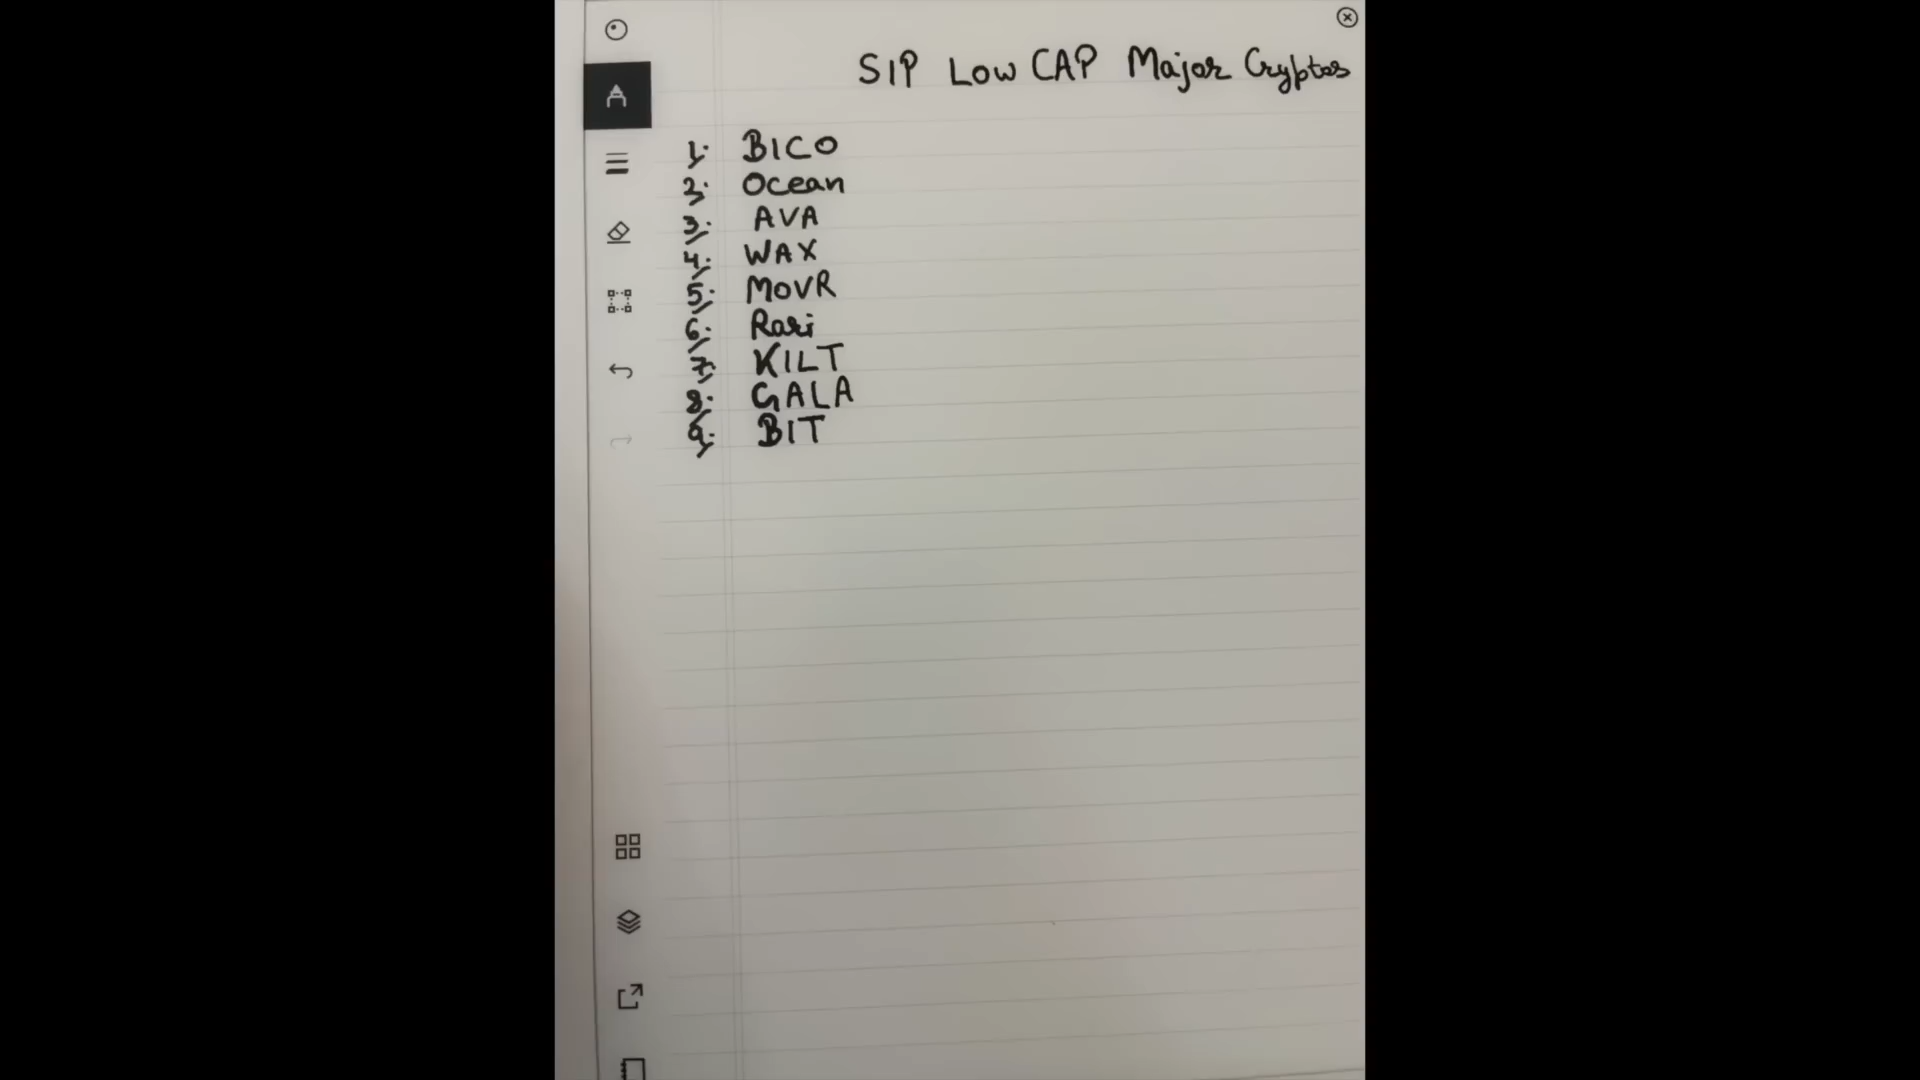 SIP Low CAP Major Cryptos
1. BICO
2. Ocean
3. AVA
4. WAX
5. MOVR
6. Rari
7. KILT
8. GALA
9. BIT